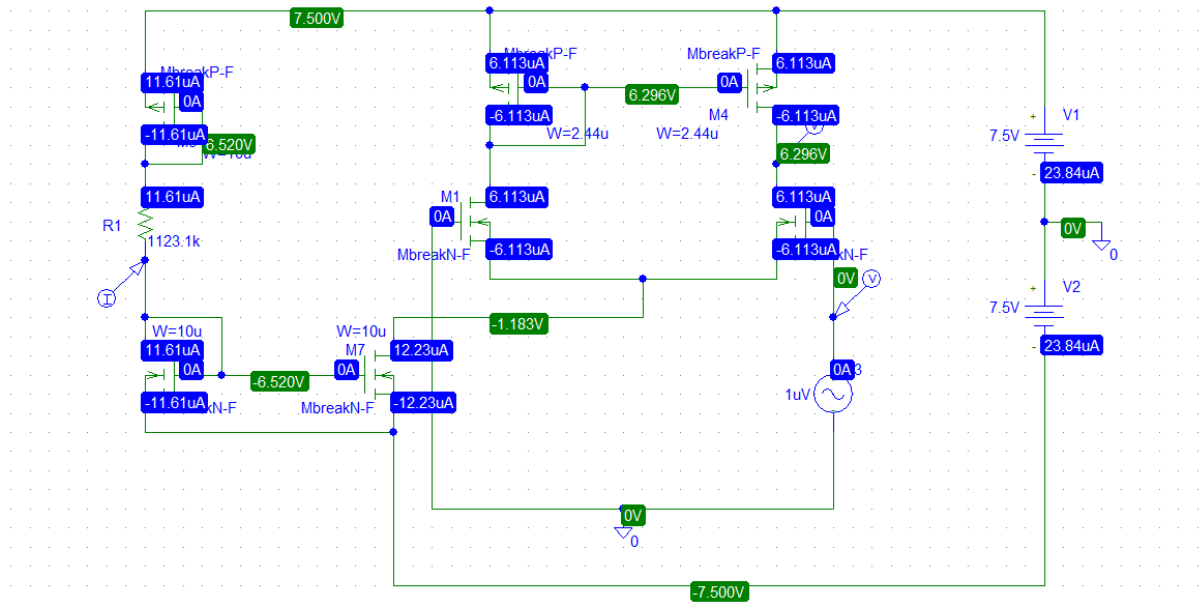 7.500V
MbreakP-F
MbreakP-F
MbreakP-F
6.113uA
6.113uA
11.61uA
0A
0A
0A
6.296V
-6.113uA
M4
-6.113uA
V1
-11.61uA
6.520V
W=2.44u
W=2.44u
7.5V
6.296V
23.84uA
11.61uA
M1
6.113uA
6.113uA
0A
0A
R1
0V
1123.1k
-6.113uA
-6.113uA
MbreakN-F
kN-F
0
0V
V
V2
I
7.5V
-1.183V
W=10u
W=10u
11.61uA
M7
12.23uA
23.84uA
0A
0A
0A
3
-6.520V
1uV
-11.61uA
-12.23uA
kN-F
MbreakN-F
0V
0
-7.500V